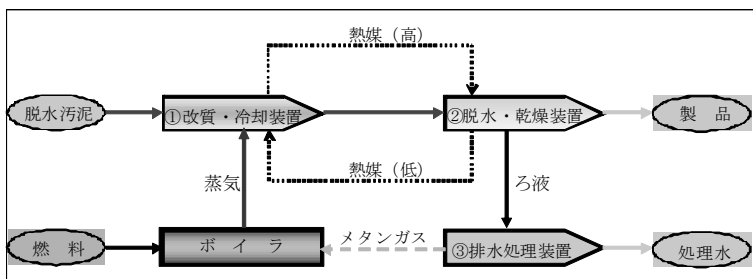 熱媒（高）
脱水汚泥
①改質・冷却装置
②脱水・乾燥装置
製 品
熱媒（低）
蒸気
ろ液
メタンガス
燃 料
ボ イ ラ
③排水処理装置
処理水